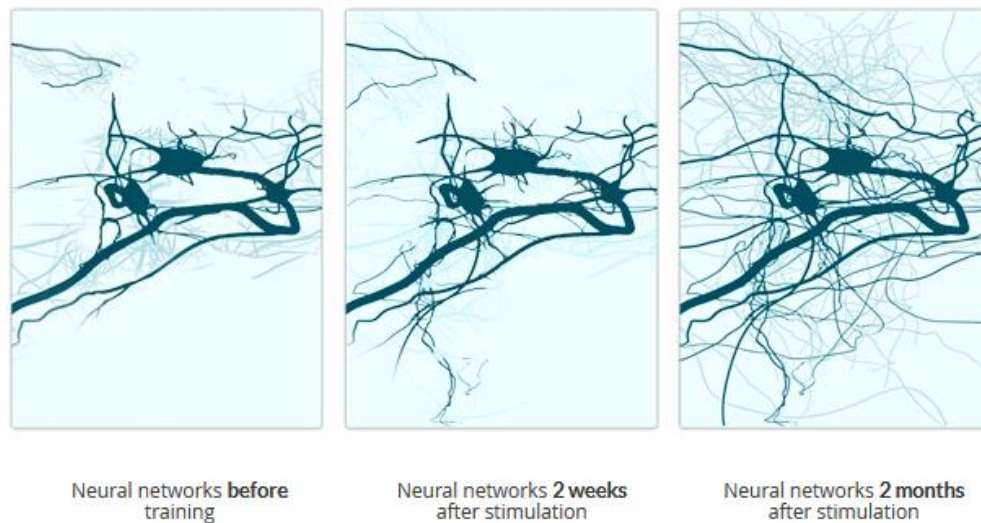 Neural networks before
training
Neural networks 2 weeks
after stimulation
Neural networks 2 months
after stimulation